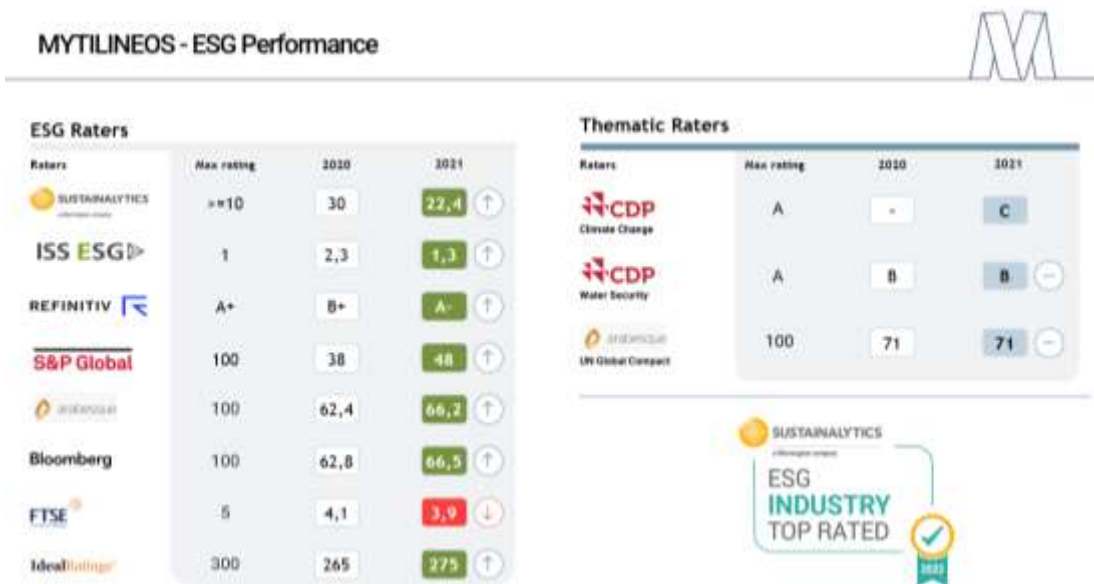 MYTILINEOS - ESG Performance
ESG Raters
Raters Max rating 2020 2021
SUSTAINALYTICS >=10 30 22,4
ISS ESG 1 2,3 1,3
REFINITIV A+ B+ A-
S&P Global 100 38 48
arabesque 100 62,4 66,2
Bloomberg 100 62,8 66,5
FTSE 5 4,1 3,9
IdealRatings 300 265 275
Thematic Raters
Raters Max rating 2020 2021
CDP A - C
Climate Change
CDP A B B
Water Security
arabesque 100 71 71
UN Global Compact
SUSTAINALYTICS
ESG
INDUSTRY
TOP RATED